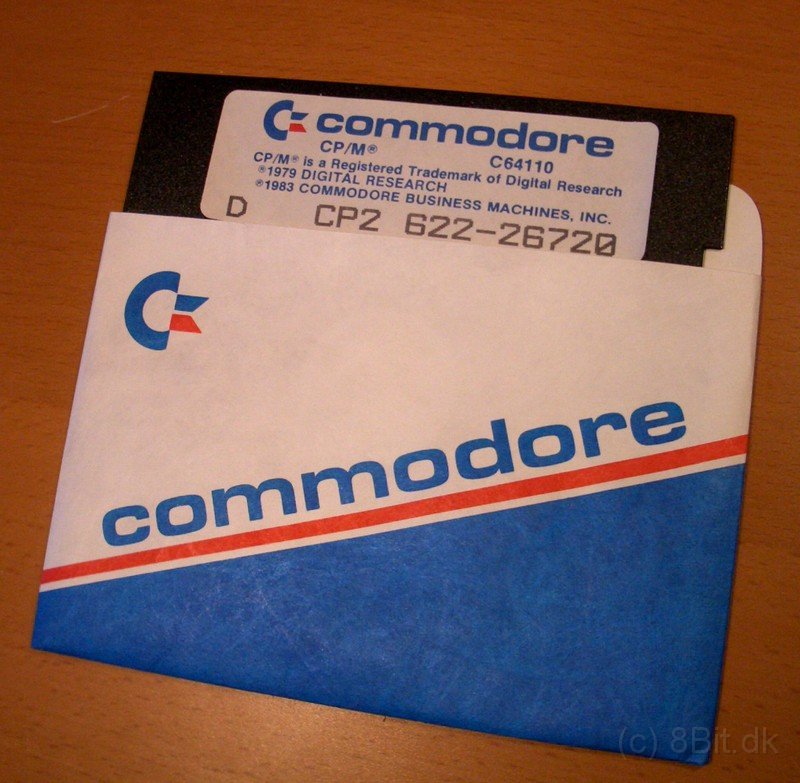 commodore
CP/M® C64110
CP/M® is a Registered Trademark of Digital Research
®1979 DIGITAL RESEARCH
®1983 COMMODORE BUSINESS MACHINES, INC.
D CP2 622-26720
commodore
(c) 8Bit.dk